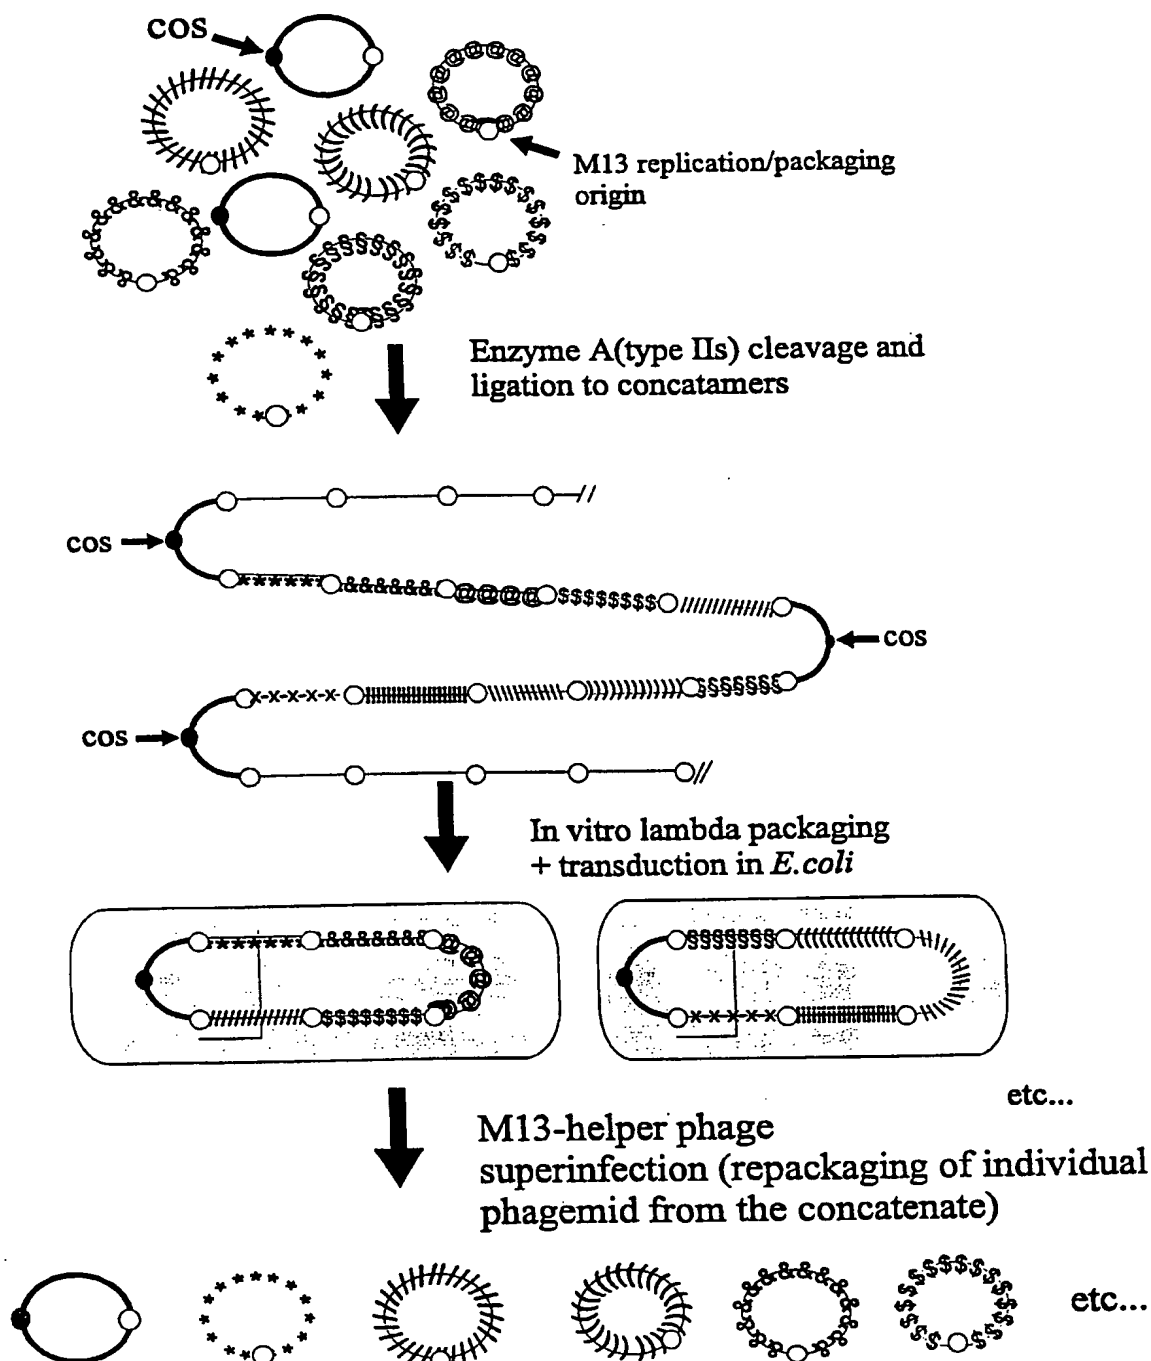 COS
M13 replication/packaging
origin
Enzyme A(type IIs) cleavage and
ligation to concatamers
COS
COS
COS
In vitro lambda packaging
+ transduction in E.coli
etc...
M13-helper phage
superinfection (repackaging of individual
phagemid from the concatenate)
etc...